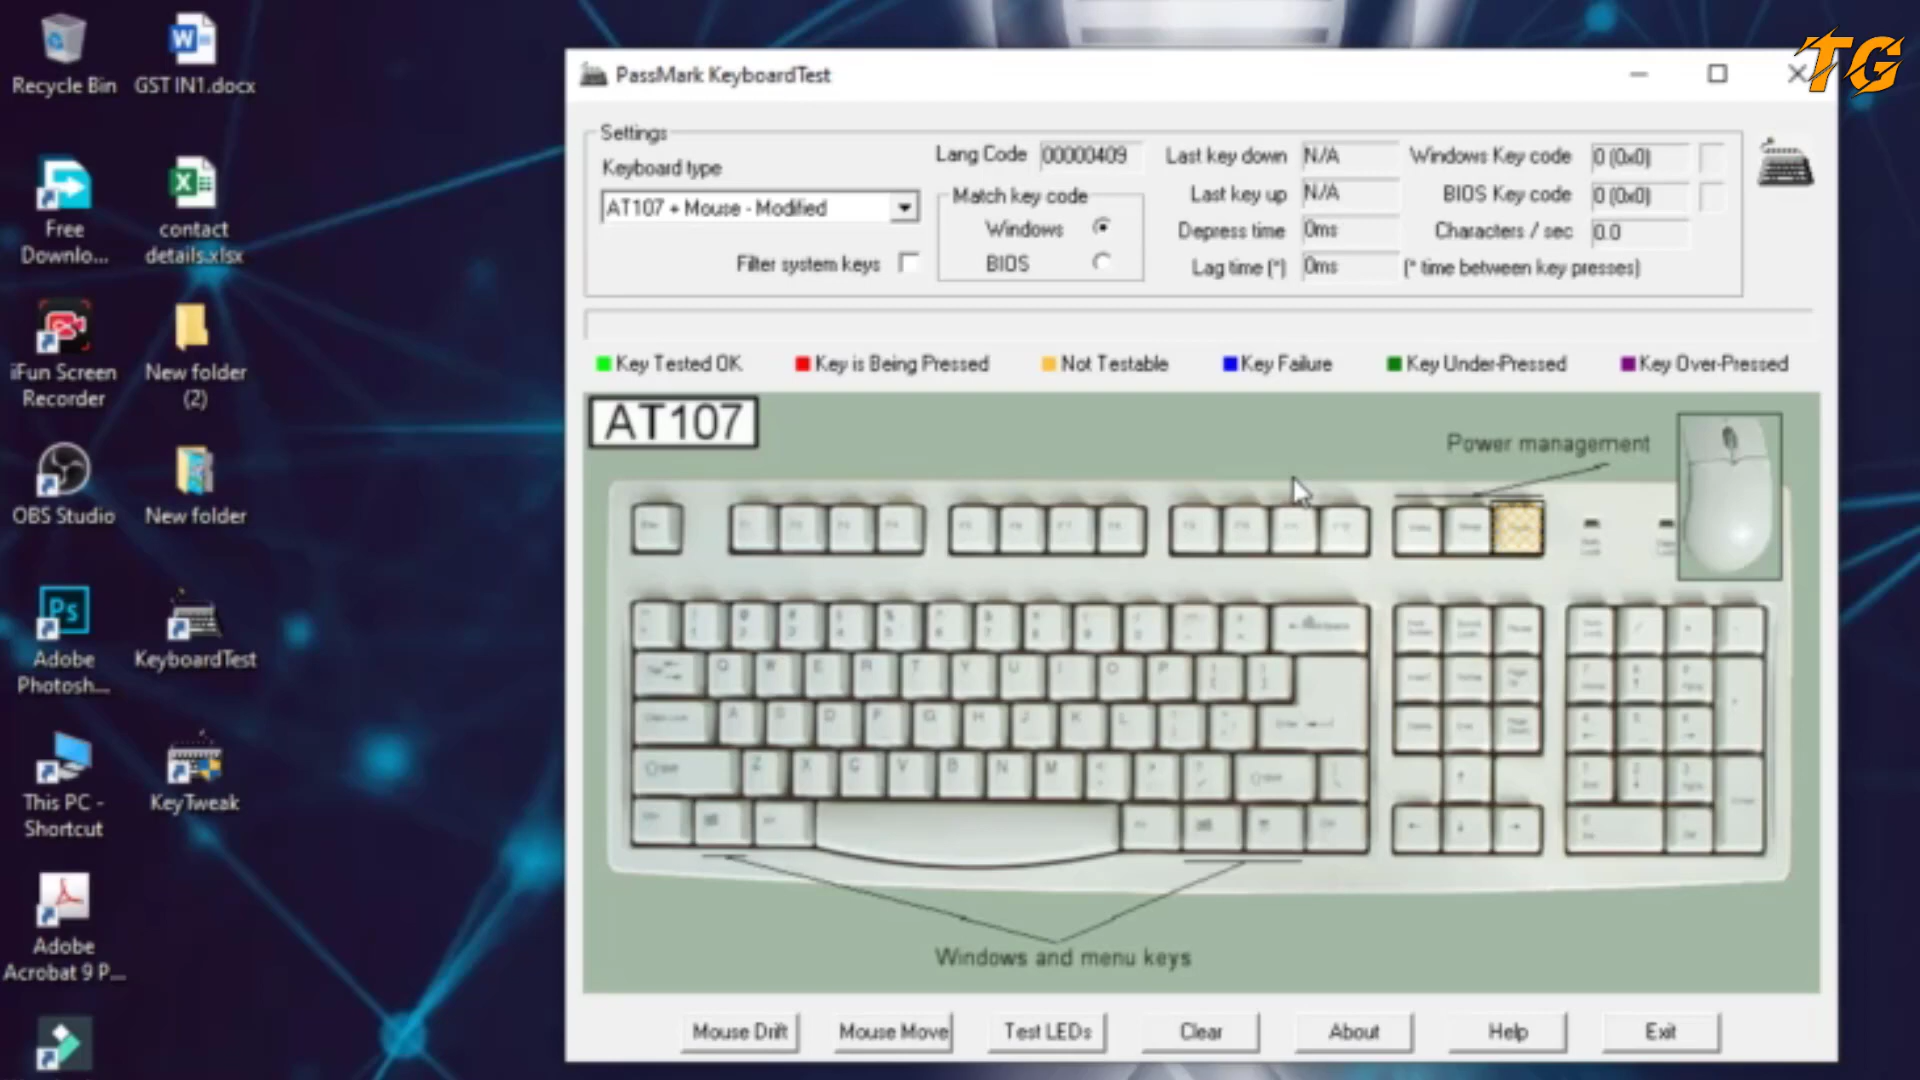 TG
Recycle Bin
GST IN1.docx
Free
Downlo...
contact
details.xlsx
iFun Screen
Recorder
New folder
(2)
OBS Studio
New folder
Adobe
Photosh...
KeyboardTest
This PC -
Shortcut
KeyTweak
Adobe
Acrobat 9 P...
PassMark KeyboardTest
Settings
Keyboard type
AT107 + Mouse - Modified
Filter system keys
Lang Code 00000409
Match key code
Windows
BIOS
Last key down N/A
Last key up N/A
Depress time 0ms
Lag time (*) 0ms
Windows Key code 0 (0x0)
BIOS Key code 0 (0x0)
Characters / sec 0.0
(* time between key presses)
Key Tested OK Key is Being Pressed Not Testable Key Failure Key Under-Pressed Key Over-Pressed
AT107
Power management
Q W E R T Y U I O P
A S D F G H J K L
Z X C V B N M
Windows and menu keys
Mouse Drift Mouse Move Test LEDs Clear About Help Exit